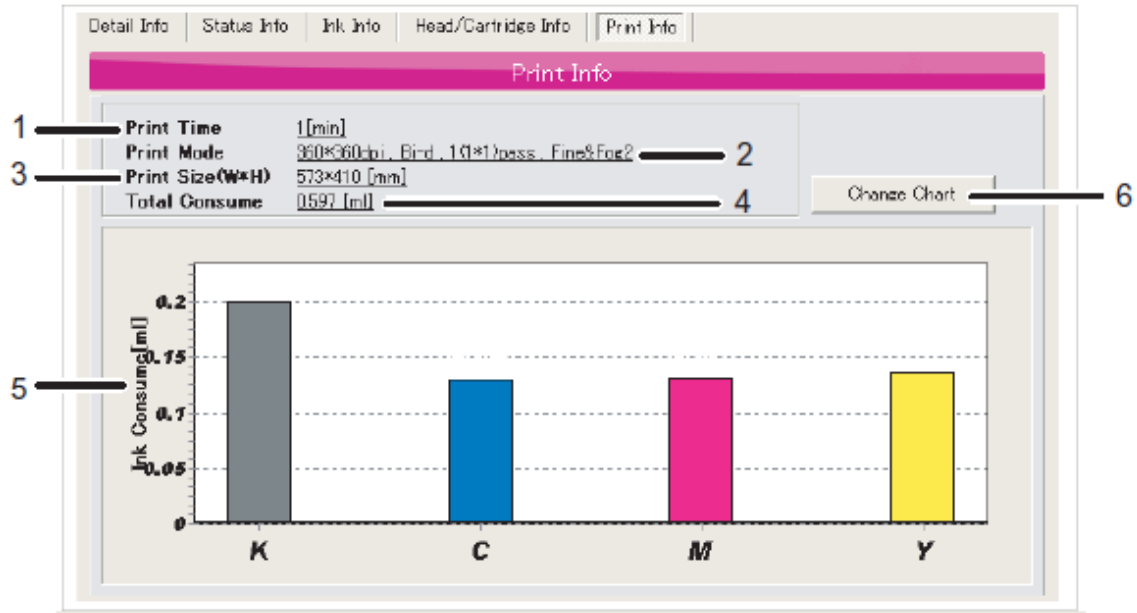 Detail Info Status Info Ink Info Head/Cartridge Info Print Info
Print Info
1 Print Time 1[min]
Print Mode 360*360dpi, Bi-d, 1(1*1)pass, Fine&Fog2 2
3 Print Size(W*H) 573*410 [mm]
Total Consume 0.597 [ml] 4
Change Chart 6
5 Ink Consume[ml]
0.2
0.15
0.1
0.05
0
K C M Y